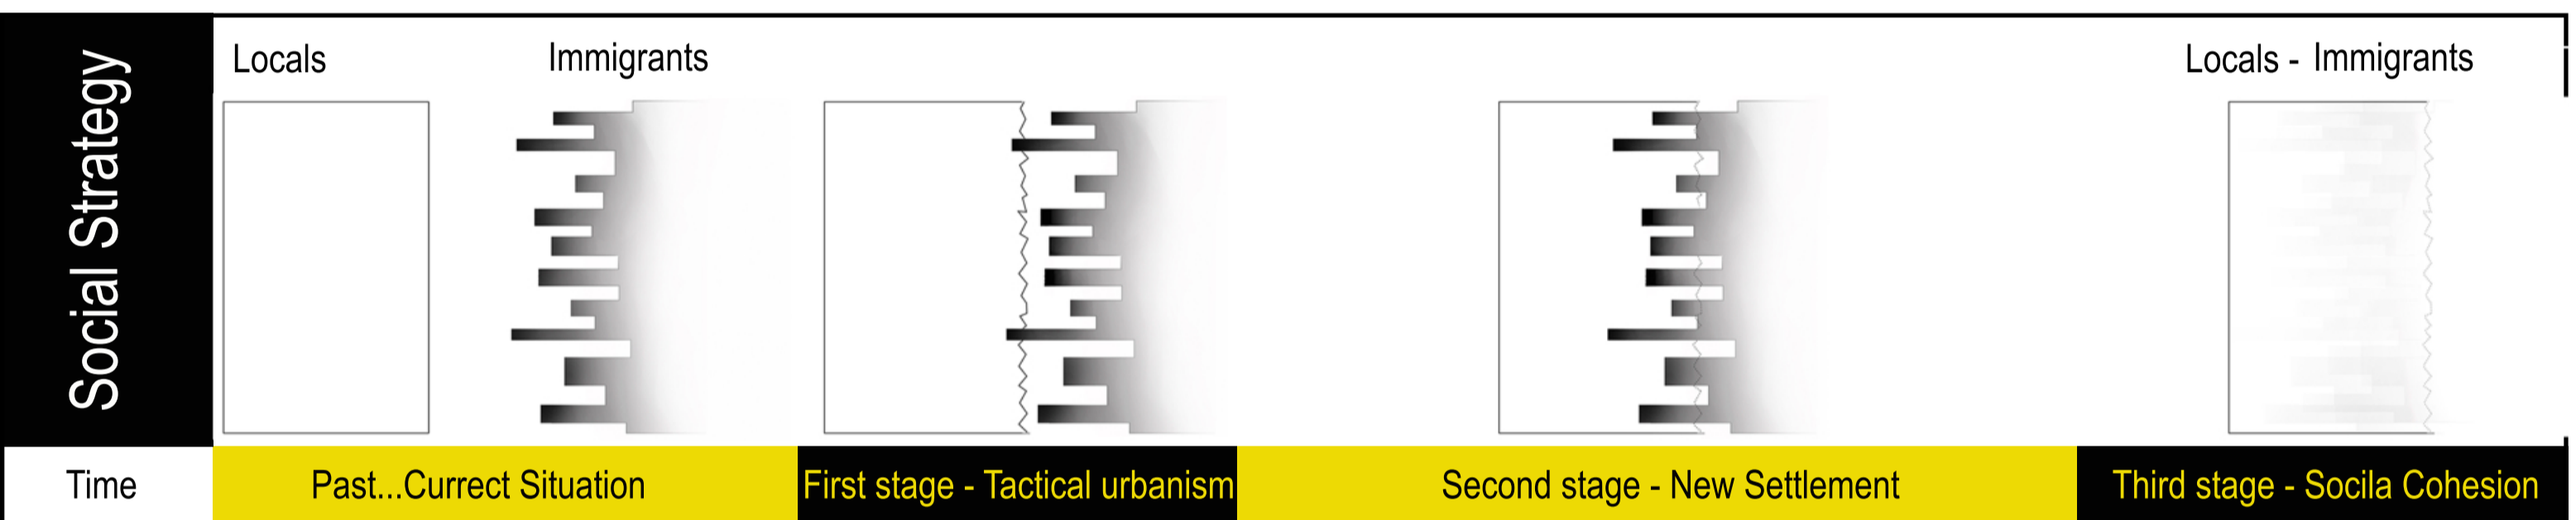 Social Strategy
Locals
Immigrants
Locals - Immigrants
Time
Past...Currect Situation
First stage - Tactical urbanism
Second stage - New Settlement
Third stage - Socila Cohesion